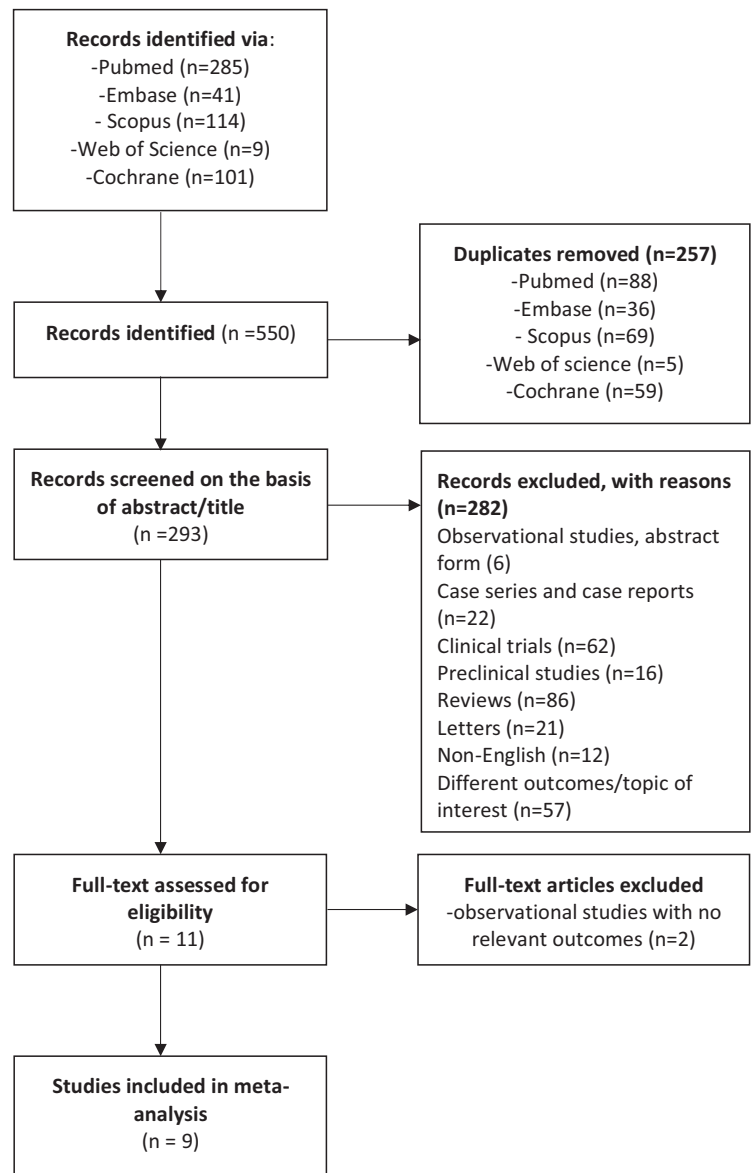 Records identified via:
-Pubmed (n=285)
-Embase (n=41)
- Scopus (n=114)
-Web of Science (n=9)
-Cochrane (n=101)
Duplicates removed (n=257)
-Pubmed (n=88)
-Embase (n=36)
- Scopus (n=69)
-Web of science (n=5)
-Cochrane (n=59)
Records identified (n =550)
Records screened on the basis
of abstract/title
(n =293)
Records excluded, with reasons
(n=282)
Observational studies, abstract
form (6)
Case series and case reports
(n=22)
Clinical trials (n=62)
Preclinical studies (n=16)
Reviews (n=86)
Letters (n=21)
Non-English (n=12)
Different outcomes/topic of
interest (n=57)
Full-text assessed for
eligibility
(n = 11)
Full-text articles excluded
-observational studies with no
relevant outcomes (n=2)
Studies included in meta-
analysis
(n = 9)